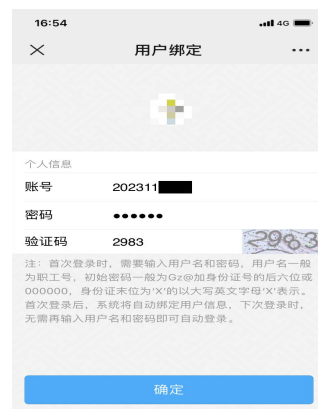 16:54
4G
用户绑定
个人信息
账号 202311
密码 ●●●●●●
验证码 2983 2983
注：首次登录时，需要输入用户名和密码，用户名一般
为职工号，初始密码一般为Gz@加身份证号的后六位或
000000，身份证末位为‘X’的以大写英文字母‘X’表示。
首次登录后，系统将自动绑定用户信息，下次登录时，
无需再输入用户名和密码即可自动登录。
确定